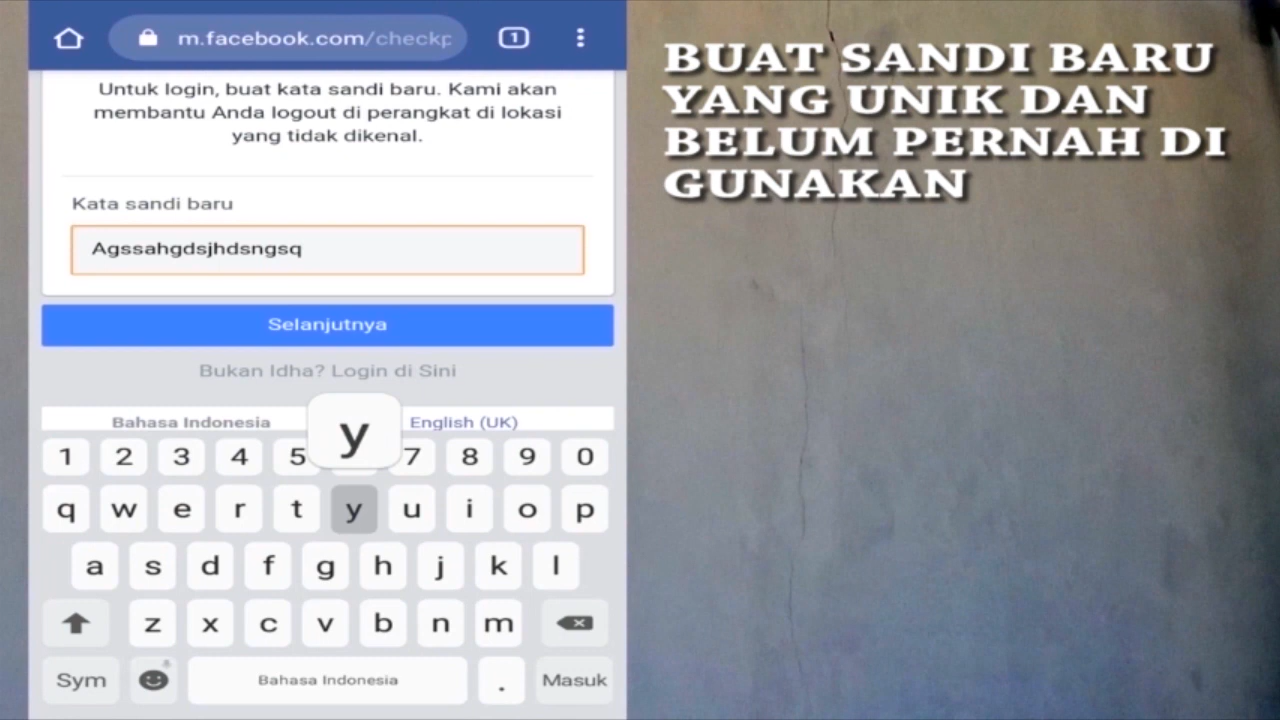 1
m.facebook.com/checkp
Untuk login, buat kata sandi baru. Kami akan
membantu Anda logout di perangkat di lokasi
yang tidak dikenal.
Kata sandi baru
Agssahgdsjhdsngsq
Selanjutnya
Bukan Idha? Login di Sini
Bahasa Indonesia English (UK)
y
1 2 3 4 5 7 8 9 0
q w e r t y u i o p
a s d f g h j k l
z x c v b n m
Sym Bahasa Indonesia . Masuk
BUAT SANDI BARU
YANG UNIK DAN
BELUM PERNAH DI
GUNAKAN